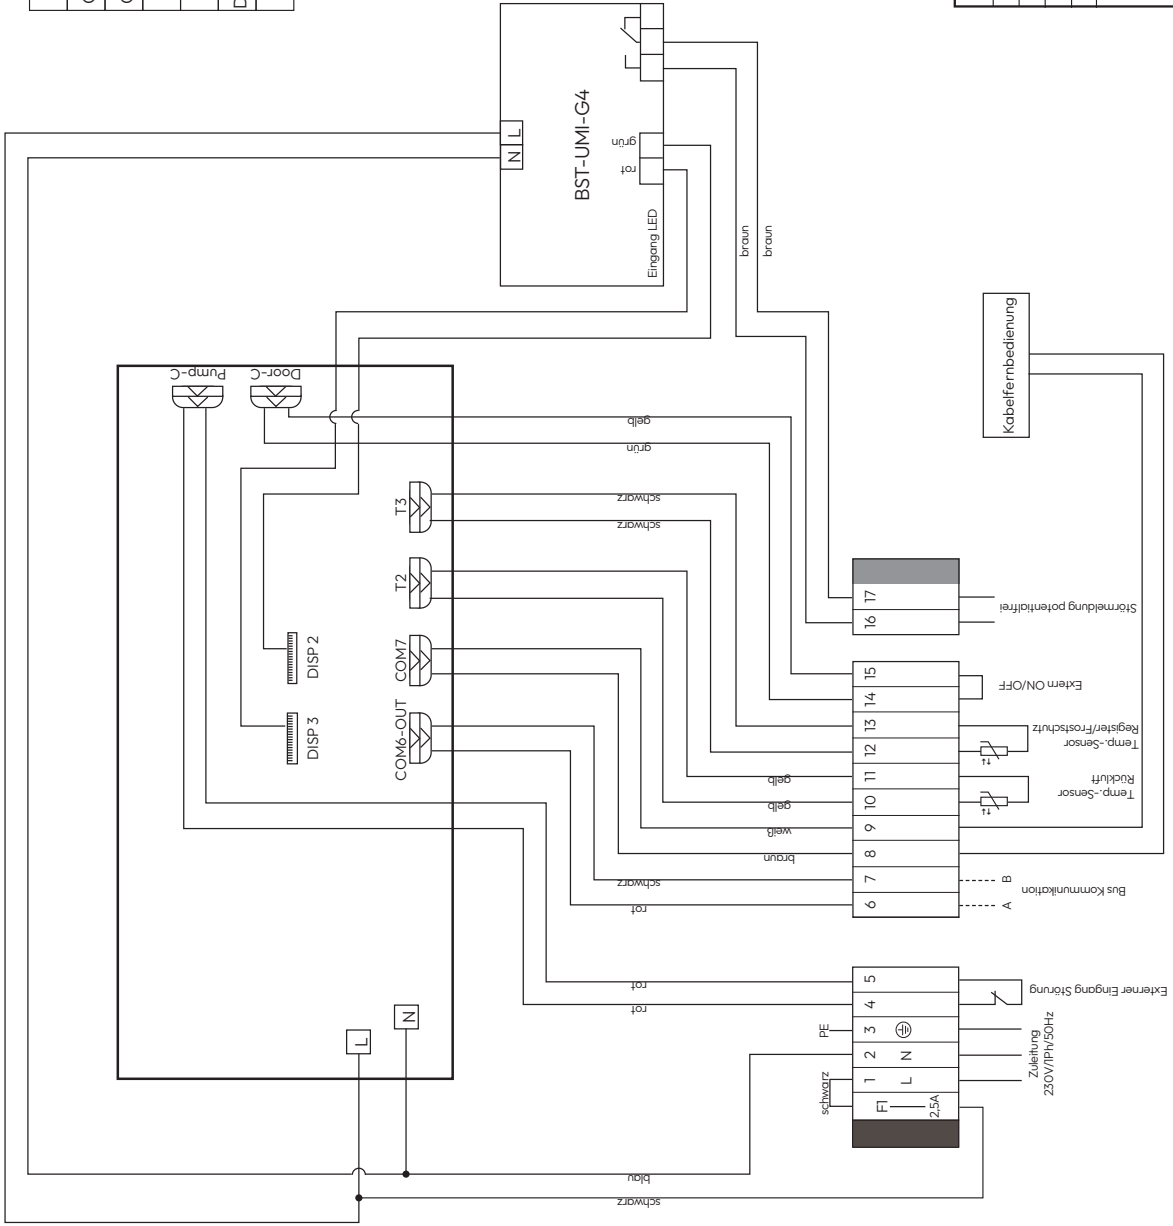 BST-UMI-G4
L
N
grün
rot
Eingang LED
braun
braun
Kabelfernbedienung
Pump-C
Door-C
gelb
grün
T3
schwarz
schwarz
T2
DISP 2
DISP 3
COM7
COM6-OUT
gelb
gelb
weiß
braun
schwarz
rot
rot
rot
L
N
17
16
Störmeldung potentialfrei
15
14
Extern ON/OFF
13
12
Temp.-Sensor
Register/Frostschutz
11
10
Temp.-Sensor
Rückluft
9
8
7
B
6
A
Bus Kommunikation
5
4
Externer Eingang Störung
PE
3
2
N
1
L
Zuleitung
230V/1Ph/50Hz
schwarz
F1
2,5A
blau
schwarz